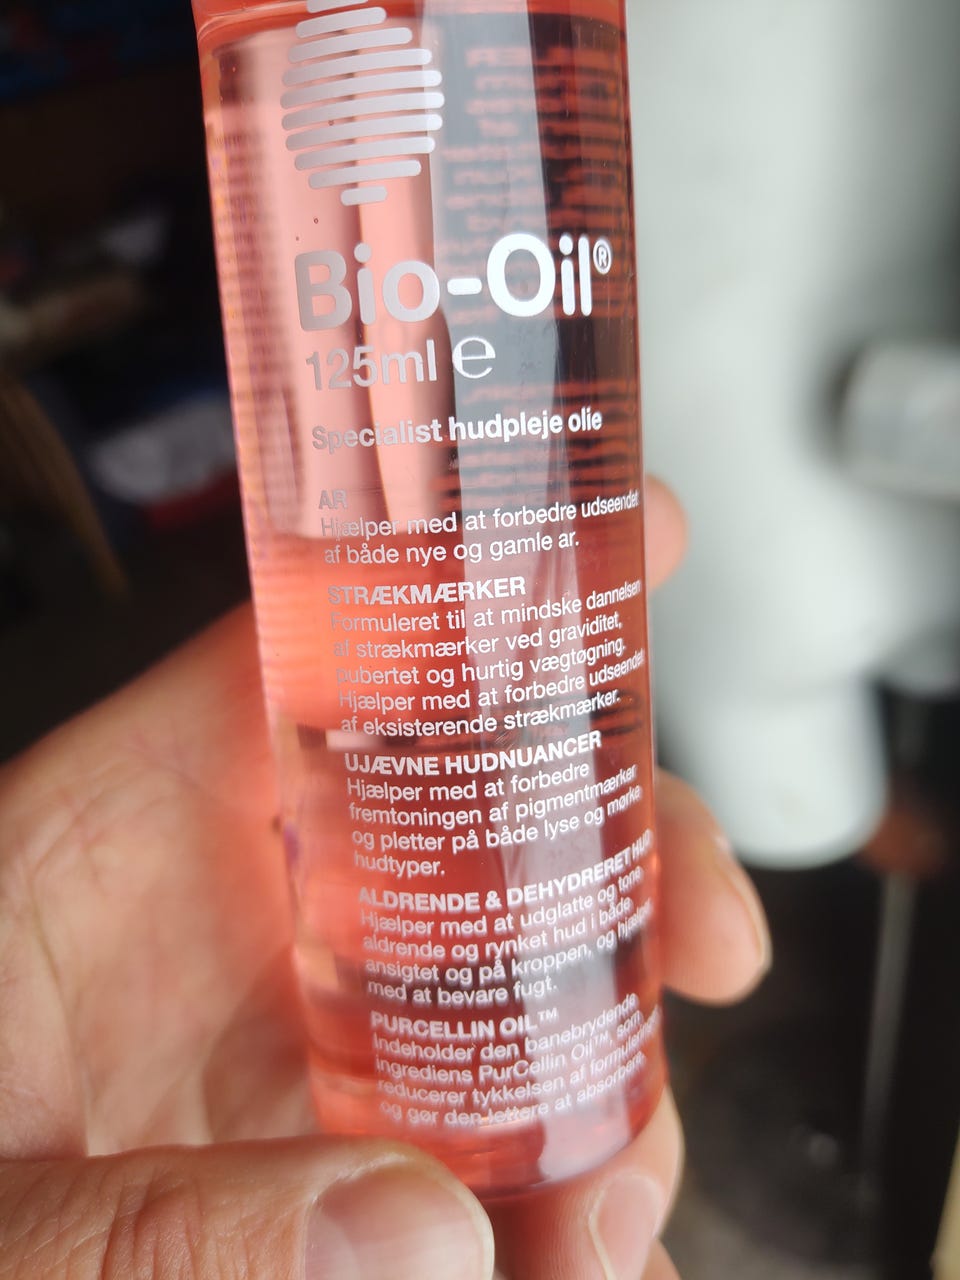 Bio-Oil®
125ml ℮
Specialist hudpleje olie
AR
Hjælper med at forbedre udseendet
af både nye og gamle ar.
STRÆKMÆRKER
Formuleret til at mindske dannelsen
af strækmærker ved graviditet,
pubertet og hurtig vægtøgning.
Hjælper med at forbedre udseendet
af eksisterende strækmærker.
UJÆVNE HUDNUANCER
Hjælper med at forbedre
fremtoningen af pigmentmærker
og pletter på både lyse og mørke
hudtyper.
ALDRENDE & DEHYDRERET HUD
Hjælper med at udglatte og tone
aldrende og rynket hud i både
ansigtet og på kroppen, og hjælper
med at bevare fugt.
PURCELLIN OIL™
Indeholder den banebrydende
ingrediens PurCellin Oil™, som
reducerer tykkelsen af formuleringen
og gør den lettere at absorbere.